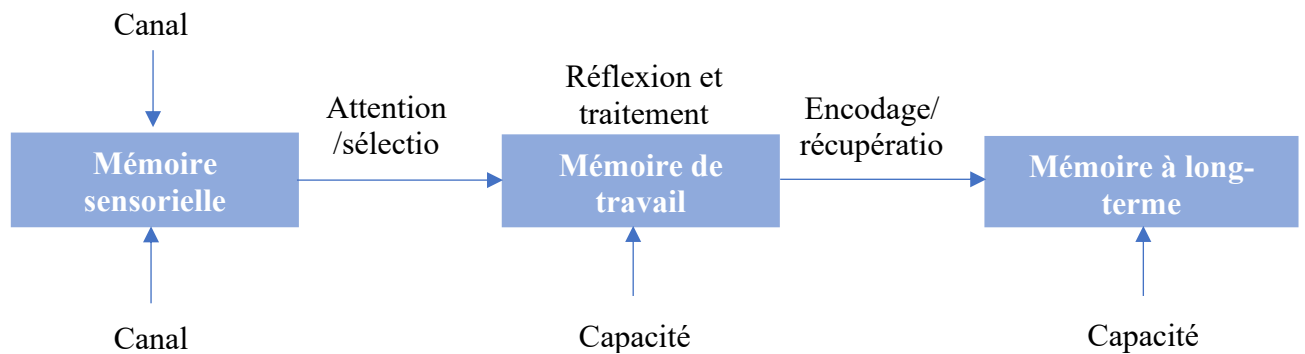 Canal
Réflexion et
traitement
Attention
/sélectio
Encodage/
récupératio
Mémoire
sensorielle
Mémoire de
travail
Mémoire à long-
terme
Canal
Capacité
Capacité